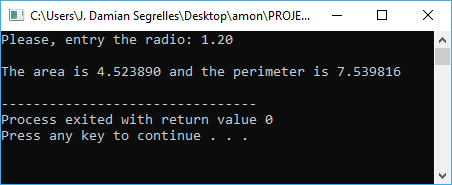 C:\Users\J. Damian Segrelles\Desktop\amon\PROJE...
Please, entry the radio: 1.20
The area is 4.523890 and the perimeter is 7.539816
--------------------------------
Process exited with return value 0
Press any key to continue . . .